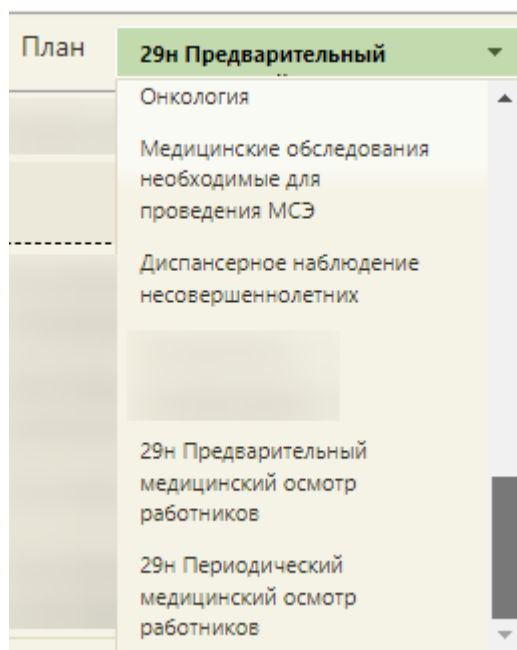 План
29н Предварительный
Онкология
Медицинские обследования
необходимые для
проведения МСЭ
Диспансерное наблюдение
несовершеннолетних
29н Предварительный
медицинский осмотр
работников
29н Периодический
медицинский осмотр
работников